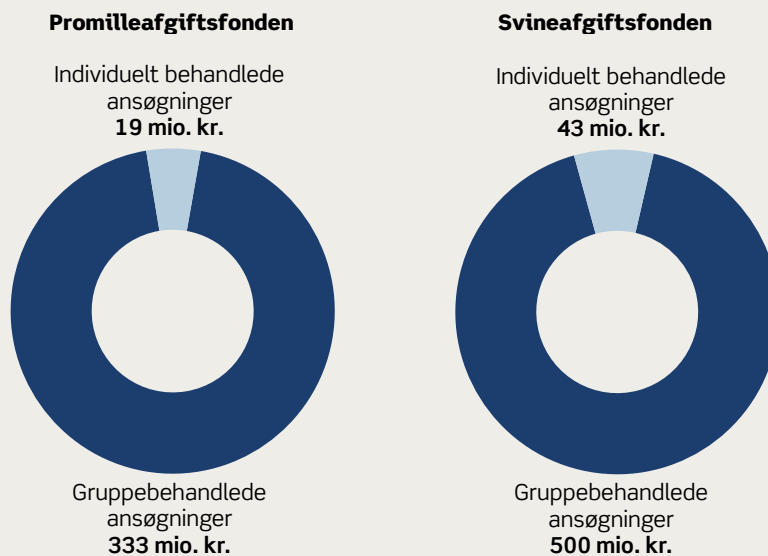 Promilleafgiftsfonden
Individuelt behandlede
ansøgninger
19 mio. kr.
Gruppebehandlede
ansøgninger
333 mio. kr.
Svineafgiftsfonden
Individuelt behandlede
ansøgninger
43 mio. kr.
Gruppebehandlede
ansøgninger
500 mio. kr.